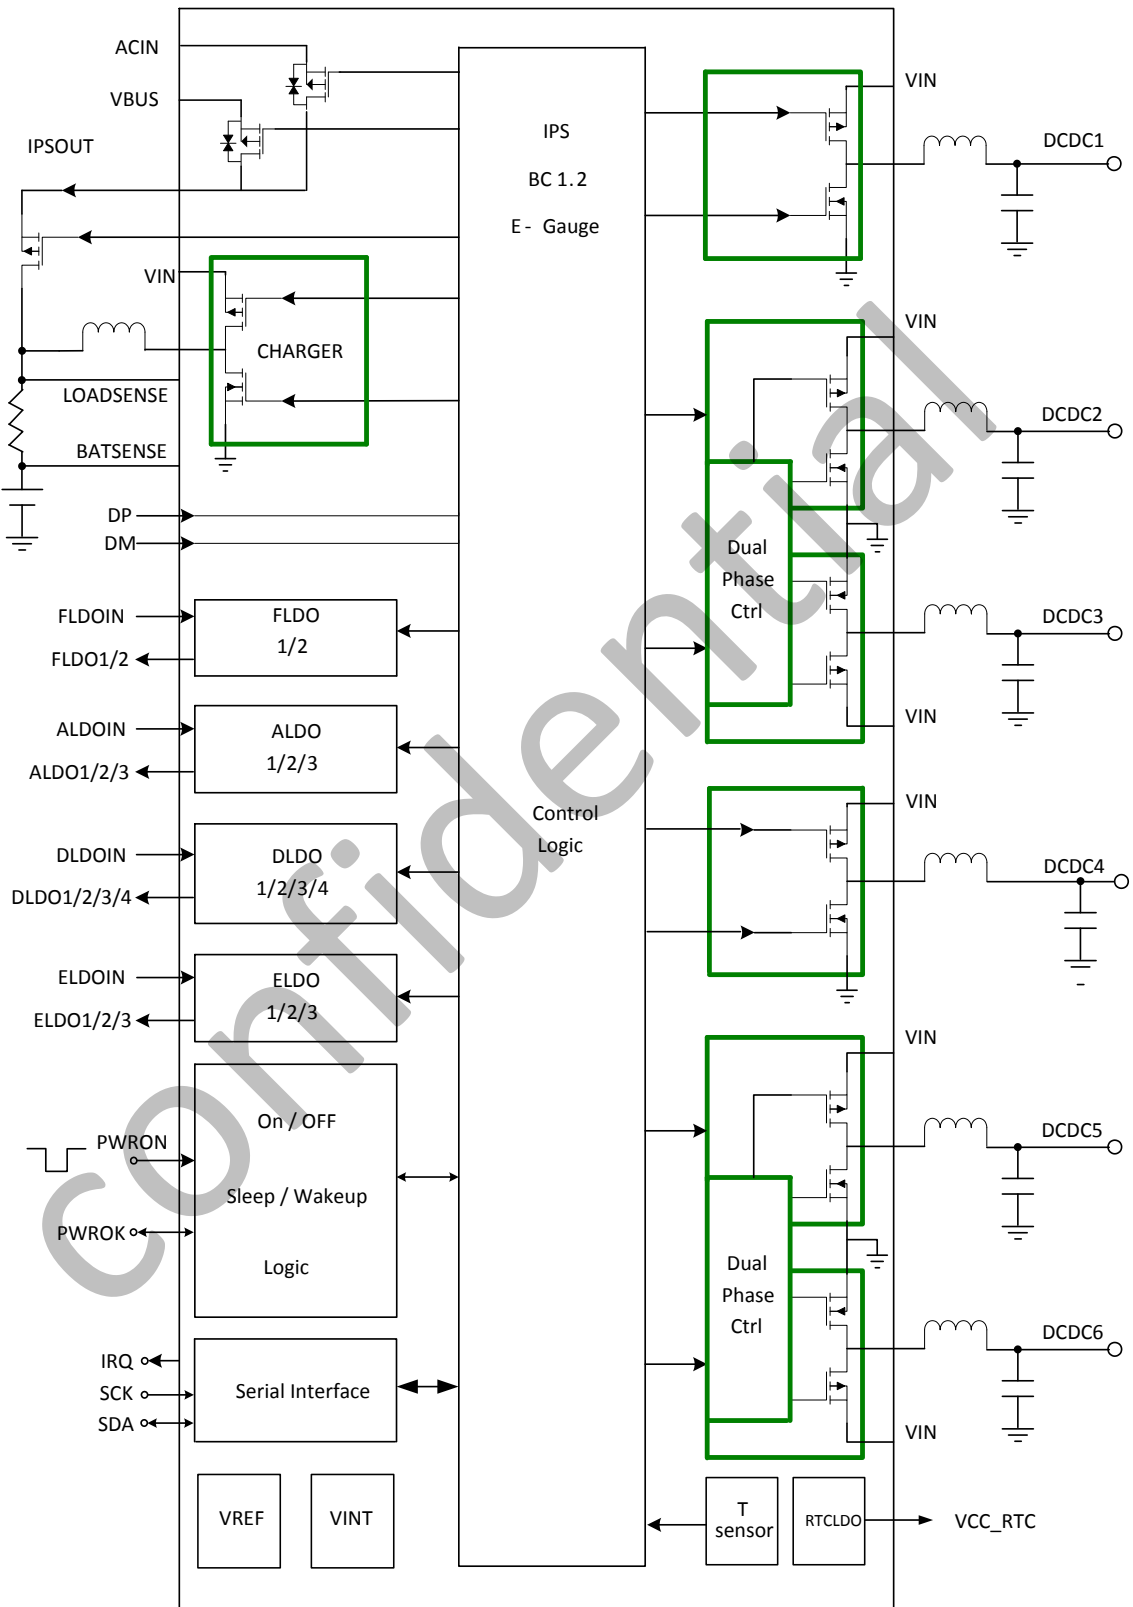 ACIN
VBUS
IPSOUT
VIN
CHARGER
LOADSENSE
BATSENSE
DP
DM
FLDOIN
FLDO1/2
FLDO
1/2
ALDOIN
ALDO1/2/3
ALDO
1/2/3
DLDOIN
DLDO1/2/3/4
DLDO
1/2/3/4
ELDOIN
ELDO1/2/3
ELDO
1/2/3
PWRON
PWROK
On / OFF
Sleep / Wakeup
Logic
IRQ
SCK
SDA
Serial Interface
VREF
VINT
IPS
BC 1.2
E - Gauge
Control
Logic
VIN
DCDC1
VIN
DCDC2
Dual
Phase
Ctrl
DCDC3
VIN
VIN
DCDC4
VIN
DCDC5
Dual
Phase
Ctrl
DCDC6
VIN
T
sensor
RTCLDO
VCC_RTC
confidential